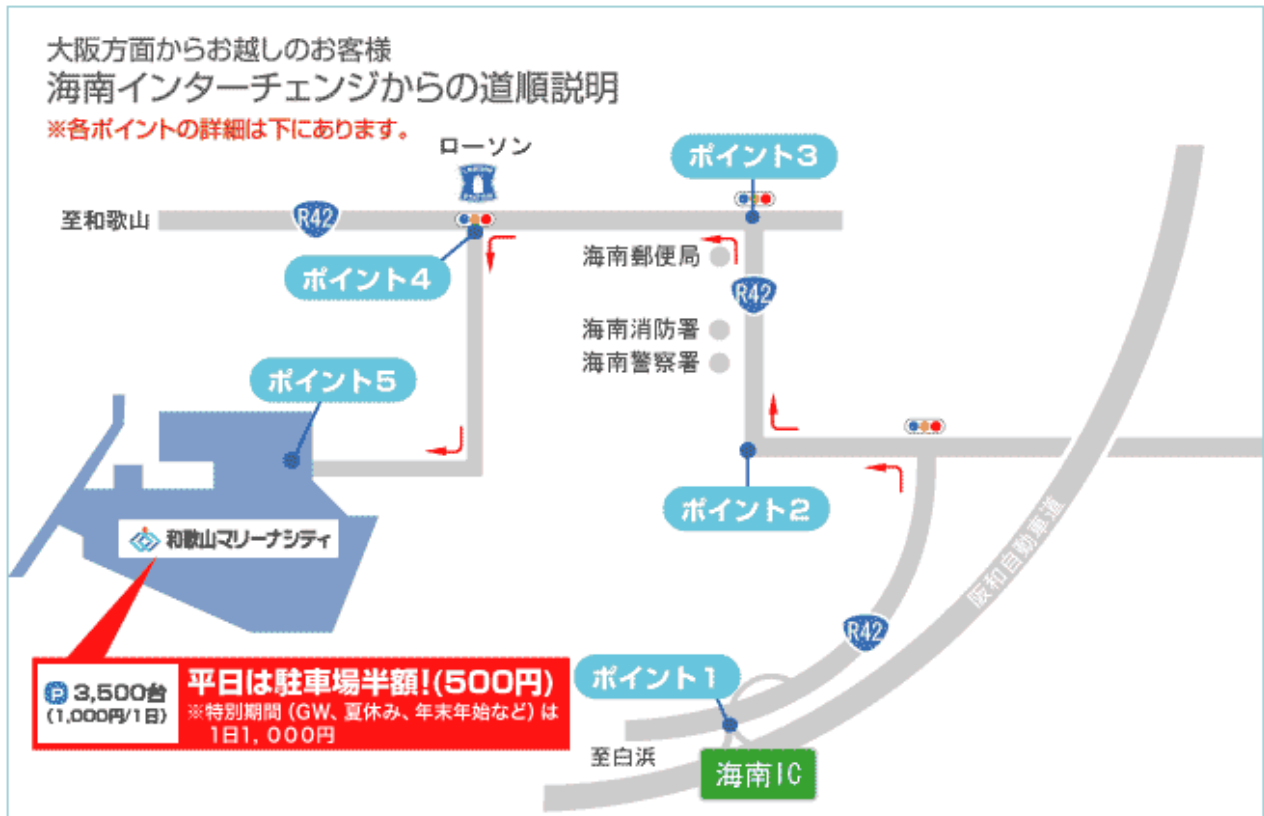 大阪方面からお越しのお客様
海南インターチェンジからの道順説明
※各ポイントの詳細は下にあります。
ローソン
ポイント3
至和歌山
R42
ポイント4
海南郵便局
R42
海南消防署
海南警察署
ポイント5
ポイント2
和歌山マリーナシティ
阪和自動車道
R42
P 3,500台
(1,000円/1日)
平日は駐車場半額!(500円)
※特別期間(GW、夏休み、年末年始など)は
1日1,000円
ポイント1
至白浜
海南IC